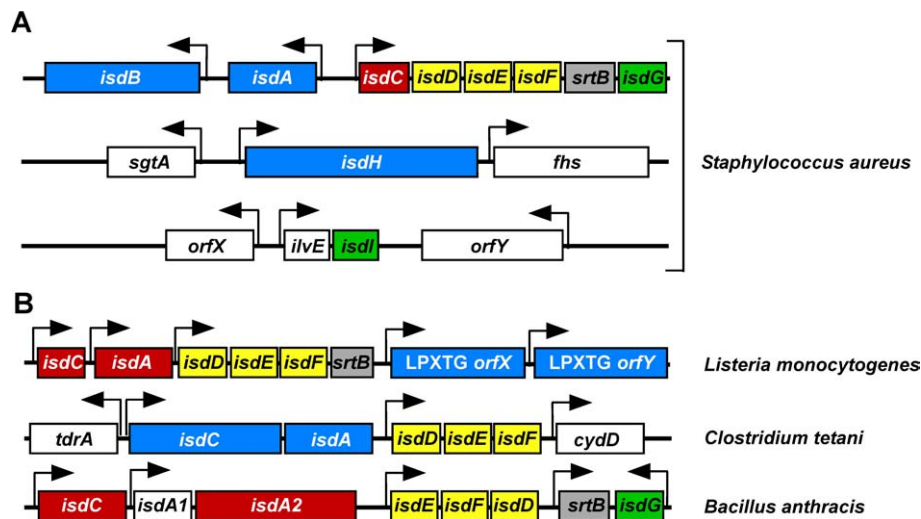 A
isdB isdA isdC isdD isdE isdF srtB isdG
sgtA isdH fhs Staphylococcus aureus
orfX ilvE isdI orfY
B
isdC isdA isdD isdE isdF srtB LPXTG orfX LPXTG orfY Listeria monocytogenes
tdrA isdC isdA isdD isdE isdF cydD Clostridium tetani
isdC isdA1 isdA2 isdE isdF isdD srtB isdG Bacillus anthracis